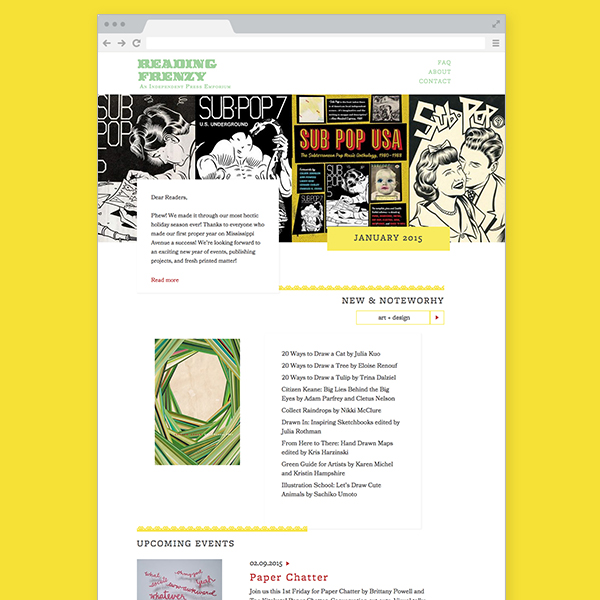 READING
FRENZY
AN INDEPENDENT PRESS EMPORIUM
FAQ
ABOUT
CONTACT
SUB
POP
5
SUB·POP 7
U.S. UNDERGROUND
SUB POP USA
The Subterranean Pop Music Anthology, 1980–1988
Sub·Pop
JANUARY 2015
Dear Readers,
Phew! We made it through our most hectic
holiday season ever! Thanks to everyone who
made our first proper year on Mississippi
Avenue a success! We're looking forward to
an exciting new year of events, publishing
projects, and fresh printed matter!
Read more
NEW & NOTEWORHY
art + design
20 Ways to Draw a Cat by Julia Kuo
20 Ways to Draw a Tree by Eloise Renouf
20 Ways to Draw a Tulip by Trina Dalziel
Citizen Keane: Big Lies Behind the Big
Eyes by Adam Parfrey and Cletus Nelson
Collect Raindrops by Nikki McClure
Drawn In: Inspiring Sketchbooks edited by
Julia Rothman
From Here to There: Hand Drawn Maps
edited by Kris Harzinski
Green Guide for Artists by Karen Michel
and Kristin Hampshire
Illustration School: Let's Draw Cute
Animals by Sachiko Umoto
UPCOMING EVENTS
whatever
02.09.2015
Paper Chatter
Join us this 1st Friday for Paper Chatter by Brittany Powell and